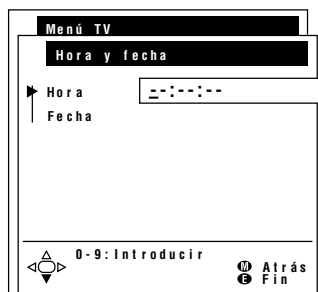 Menú TV
Hora y fecha
Hora --:--:--
Fecha
0-9:Introducir
M Atrás
E Fin